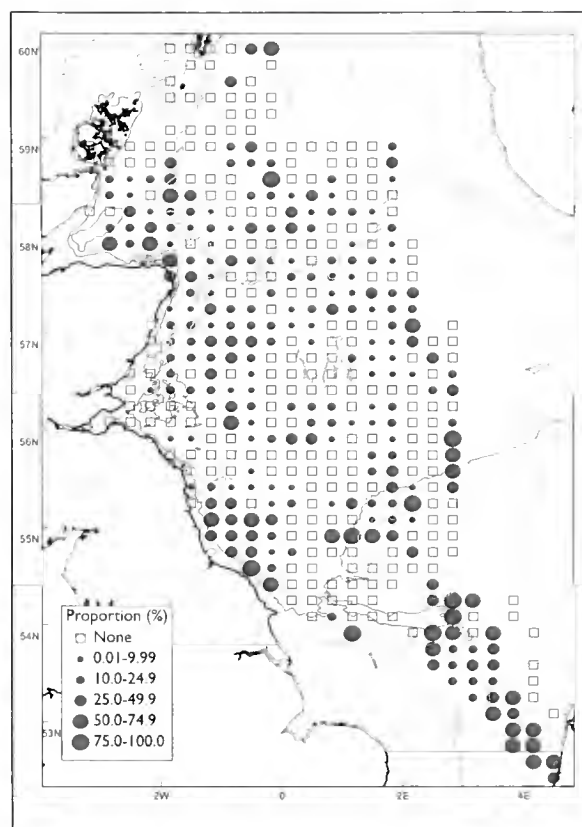 60N
59N
58N
57N
56N
55N
54N
53N
Proportion (%)
None
0.01-9.99
10.0-24.9
25.0-49.9
50.0-74.9
75.0-100.0
2W 0 2E 4E